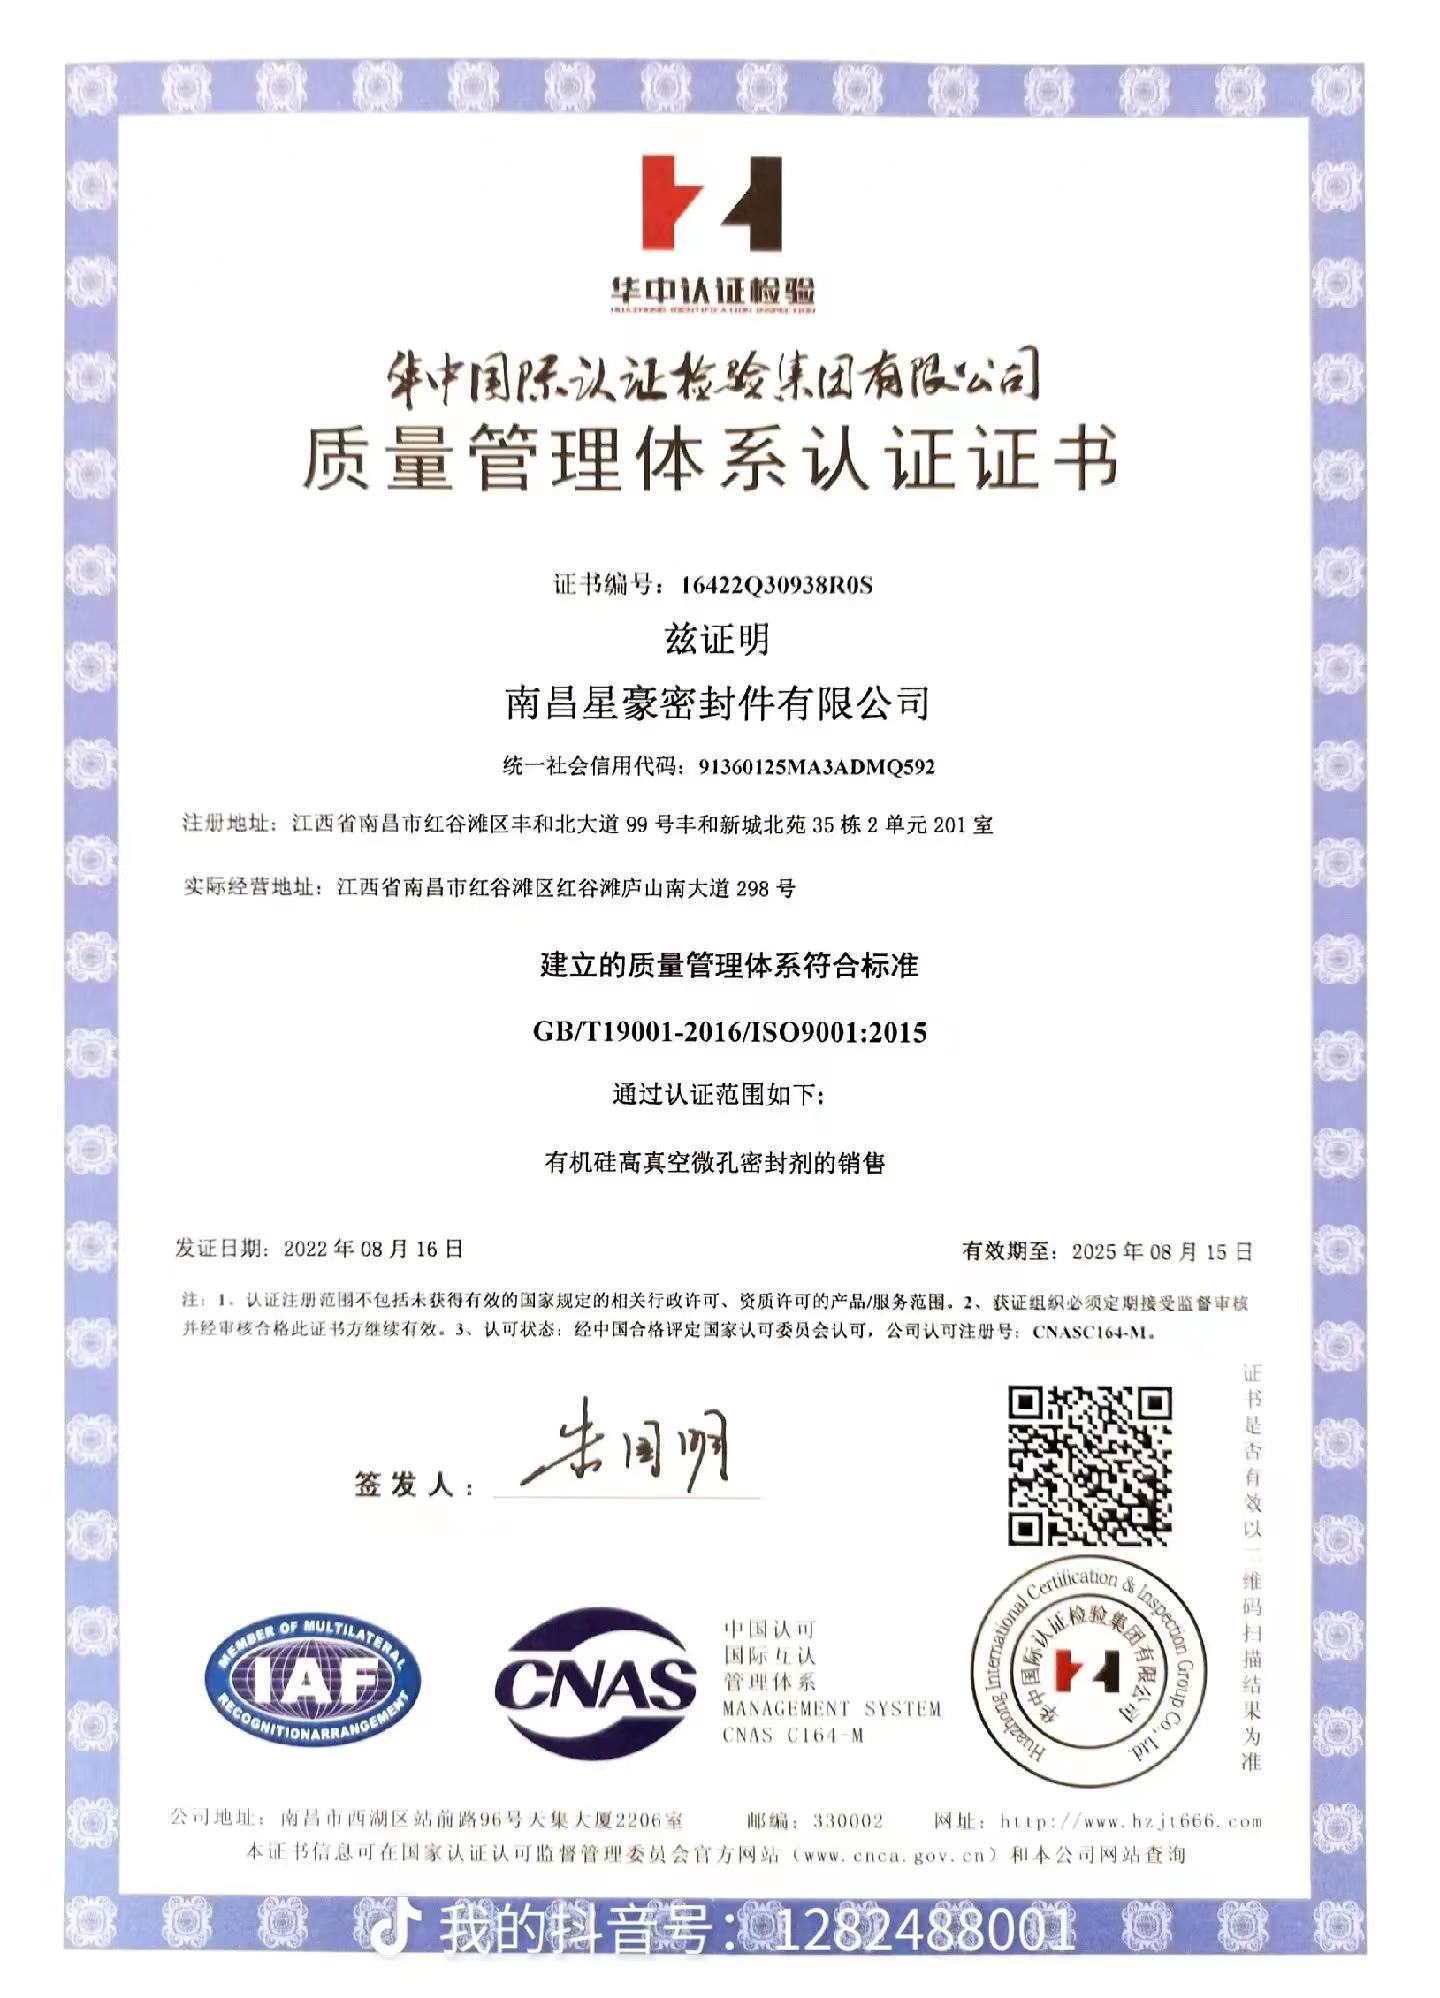 华中认证检验
HUAZHONG IDENTIFICATION INSPECTION
华中国际认证检验集团有限公司
质量管理体系认证证书
证书编号：16422Q30938R0S
兹证明
南昌星豪密封件有限公司
统一社会信用代码：91360125MA3ADMQ592
注册地址：江西省南昌市红谷滩区丰和北大道 99 号丰和新城北苑 35 栋 2 单元 201 室
实际经营地址：江西省南昌市红谷滩区红谷滩庐山南大道 298 号
建立的质量管理体系符合标准
GB/T19001-2016/ISO9001:2015
通过认证范围如下：
有机硅高真空微孔密封剂的销售
发证日期：2022 年 08 月 16 日
有效期至：2025 年 08 月 15 日
注：1、认证注册范围不包括未获得有效的国家规定的相关行政许可、资质许可的产品/服务范围。2、获证组织必须定期接受监督审核
并经审核合格此证书方继续有效。3、认可状态：经中国合格评定国家认可委员会认可，公司认可注册号：CNASC164-M。
签发人：朱国明
证书是否有效以二维码扫描结果为准
MEMBER OF MULTILATERAL
IAF
RECOGNITIONARRANGEMENT
CNAS
中国认可
国际互认
管理体系
MANAGEMENT SYSTEM
CNAS C164-M
Huazhong International Certification & Inspection Group Co., Ltd.
华中国际认证检验集团有限公司
公司地址：南昌市西湖区站前路96号天集大厦2206室 邮编：330002 网址：http://www.hzjt666.com
本证书信息可在国家认证认可监督管理委员会官方网站（www.cnca.gov.cn）和本公司网站查询
我的抖音号：1282488001